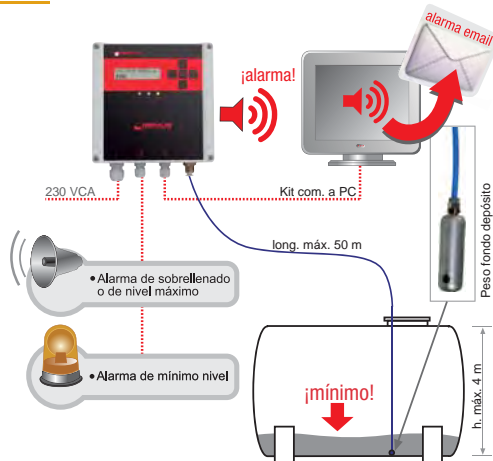 alarma email
¡alarma!
230 VCA
Kit com. a PC
long. máx. 50 m
Peso fondo depósito
• Alarma de sobrellenado
o de nivel máximo
• Alarma de mínimo nivel
¡mínimo!
h. máx. 4 m